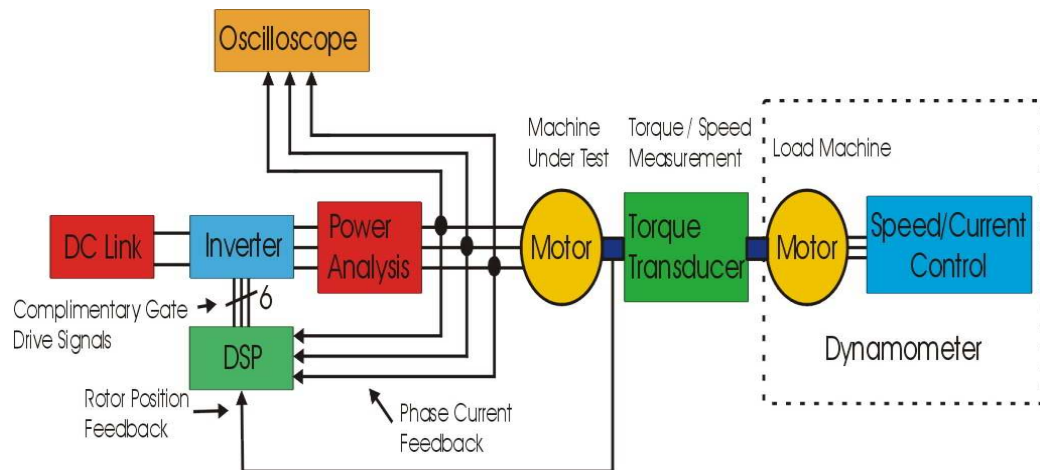 Oscilloscope
Machine
Under Test
Torque / Speed
Measurement
Load Machine
DC Link
Inverter
Power
Analysis
Motor
Torque
Transducer
Motor
Speed/Current
Control
6
Complimentary Gate
Drive Signals
DSP
Dynamometer
Rotor Position
Feedback
Phase Current
Feedback